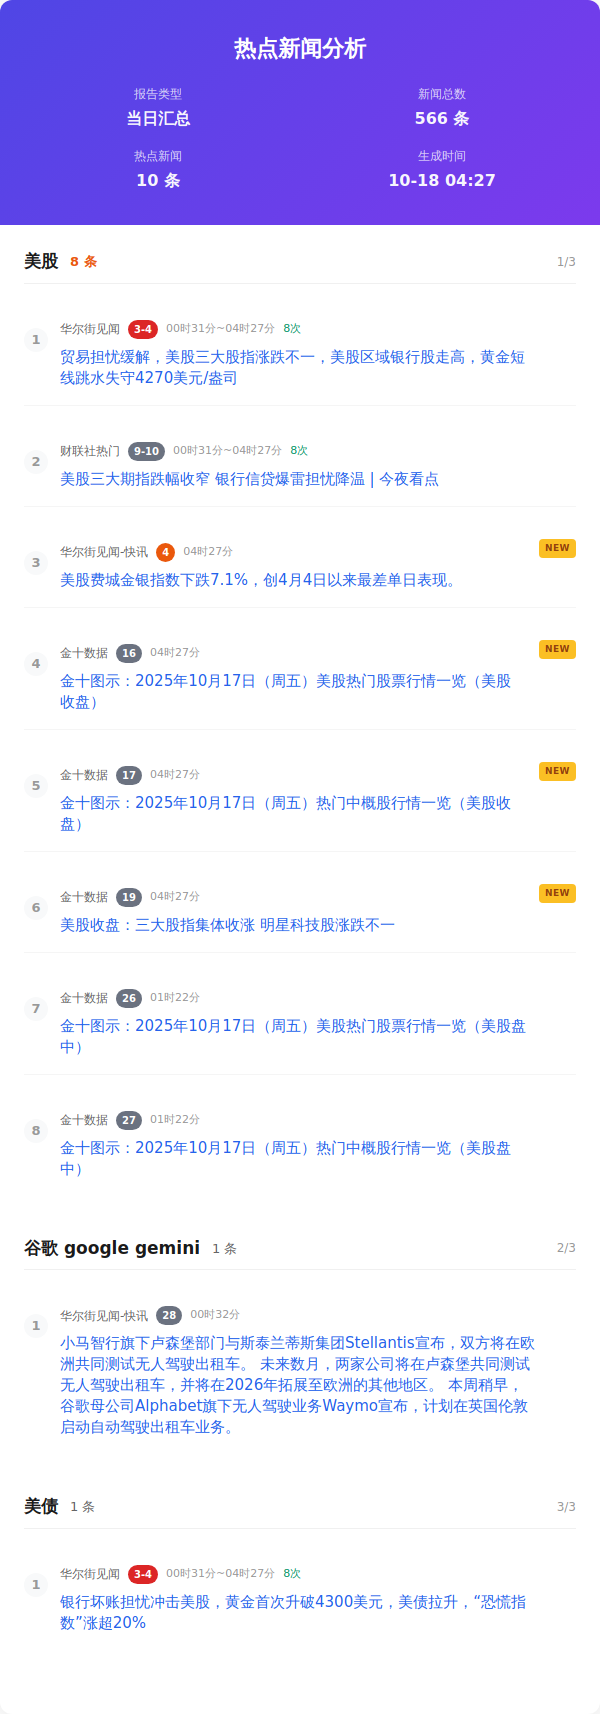 热点新闻分析
报告类型
新闻总数
当日汇总
566 条
热点新闻
生成时间
10 条
10-18 04:27
美股 8 条 1/3
1
华尔街见闻 3-4 00时31分~04时27分 8次
贸易担忧缓解，美股三大股指涨跌不一，美股区域银行股走高，黄金短
线跳水失守4270美元/盎司
2
财联社热门 9-10 00时31分~04时27分 8次
美股三大期指跌幅收窄 银行信贷爆雷担忧降温 | 今夜看点
3
华尔街见闻-快讯 4 04时27分 NEW
美股费城金银指数下跌7.1%，创4月4日以来最差单日表现。
4
金十数据 16 04时27分 NEW
金十图示：2025年10月17日（周五）美股热门股票行情一览（美股
收盘）
5
金十数据 17 04时27分 NEW
金十图示：2025年10月17日（周五）热门中概股行情一览（美股收
盘）
6
金十数据 19 04时27分 NEW
美股收盘：三大股指集体收涨 明星科技股涨跌不一
7
金十数据 26 01时22分
金十图示：2025年10月17日（周五）美股热门股票行情一览（美股盘
中）
8
金十数据 27 01时22分
金十图示：2025年10月17日（周五）热门中概股行情一览（美股盘
中）
谷歌 google gemini 1 条 2/3
1
华尔街见闻-快讯 28 00时32分
小马智行旗下卢森堡部门与斯泰兰蒂斯集团Stellantis宣布，双方将在欧
洲共同测试无人驾驶出租车。 未来数月，两家公司将在卢森堡共同测试
无人驾驶出租车，并将在2026年拓展至欧洲的其他地区。 本周稍早，
谷歌母公司Alphabet旗下无人驾驶业务Waymo宣布，计划在英国伦敦
启动自动驾驶出租车业务。
美债 1 条 3/3
1
华尔街见闻 3-4 00时31分~04时27分 8次
银行坏账担忧冲击美股，黄金首次升破4300美元，美债拉升，“恐慌指
数”涨超20%